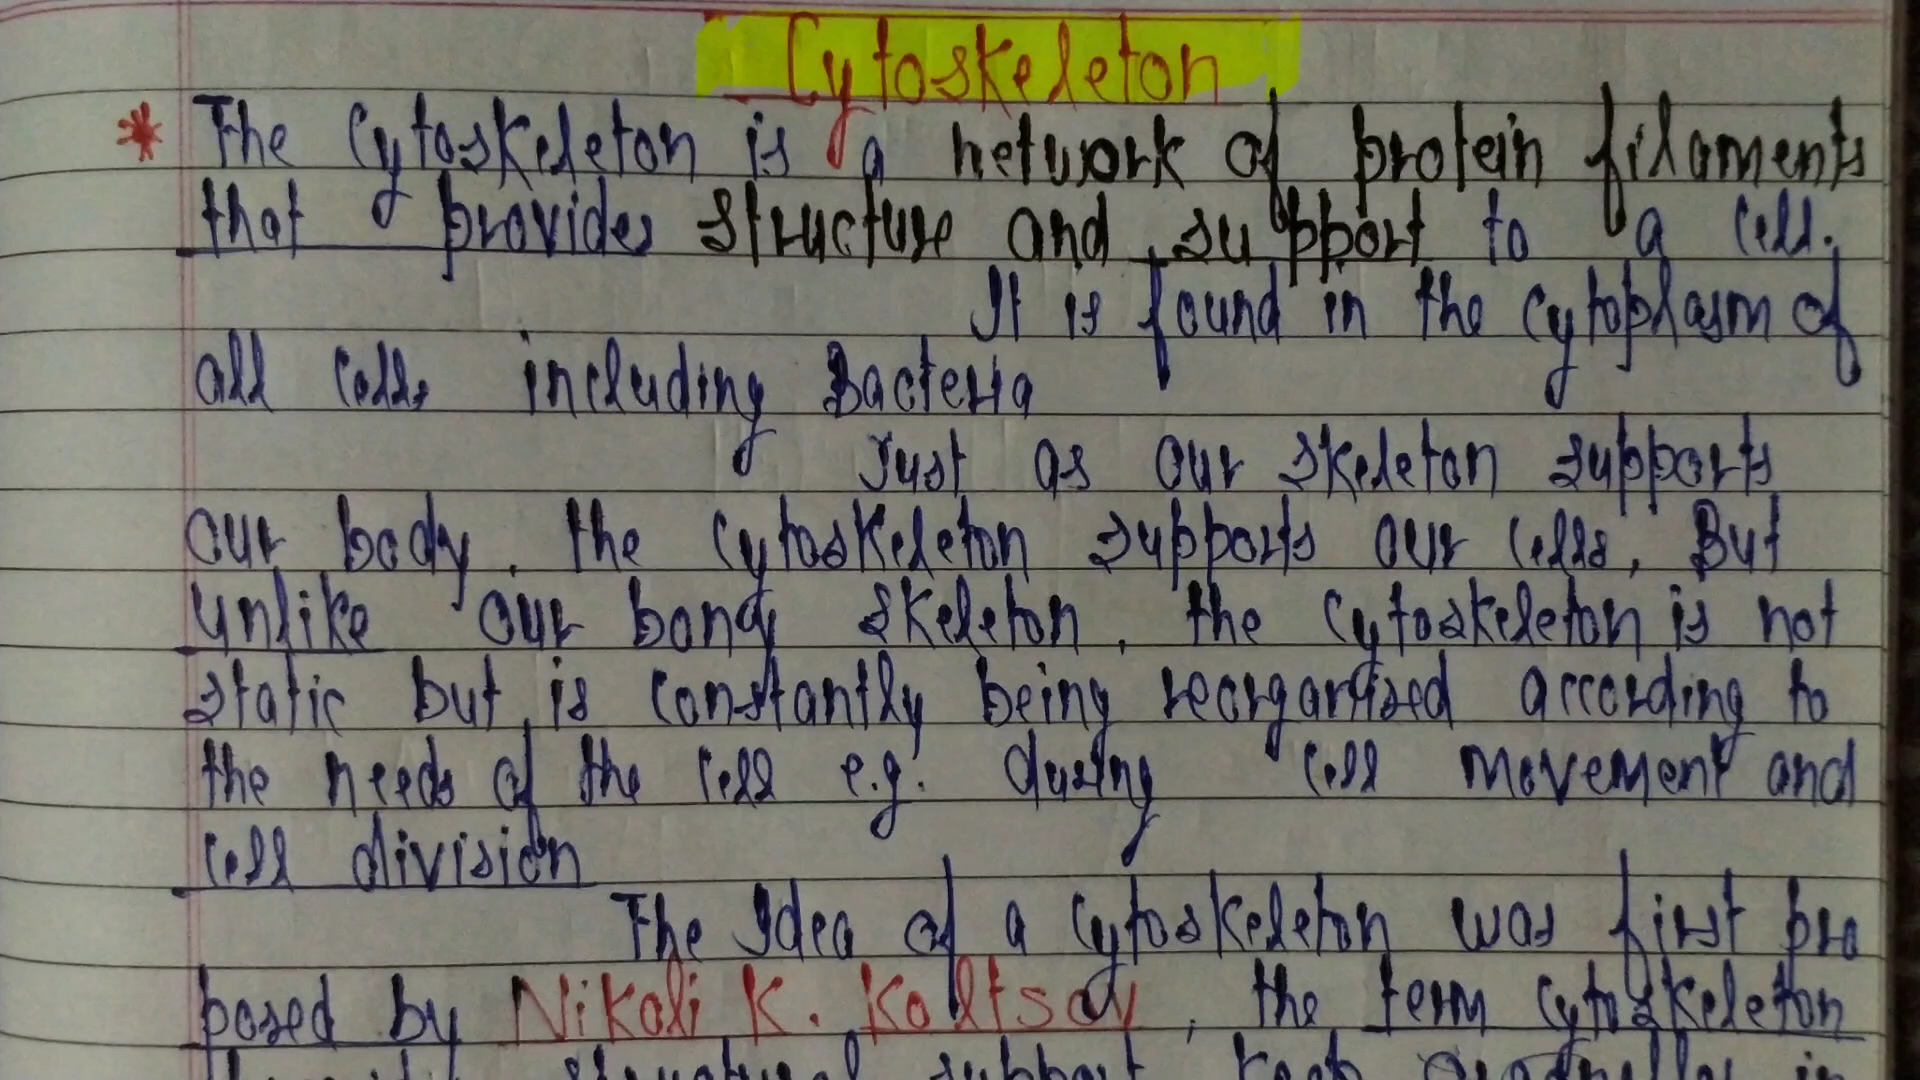 Cytoskeleton
* The Cytoskeleton is a network of protein filaments
that provides structure and support to a cell.
It is found in the cytoplasm of
all cells including Bacteria
Just as our skeleton supports
our body, the cytoskeleton supports our cells, But
unlike our bony skeleton, the cytoskeleton is not
static but is constantly being reorganised according to
the needs of the cell e.g. during cell movement and
cell division
The Idea of a cytoskeleton was first pro
posed by Nikoli K. Koltsov, the term cytoskeleton
structural support, keep in